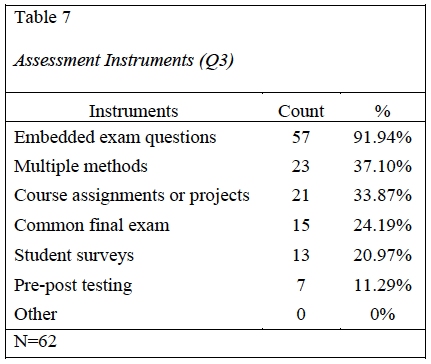 Table 7
Assessment Instruments (Q3)
Instruments Count %
Embedded exam questions 57 91.94%
Multiple methods 23 37.10%
Course assignments or projects 21 33.87%
Common final exam 15 24.19%
Student surveys 13 20.97%
Pre-post testing 7 11.29%
Other 0 0%
N=62